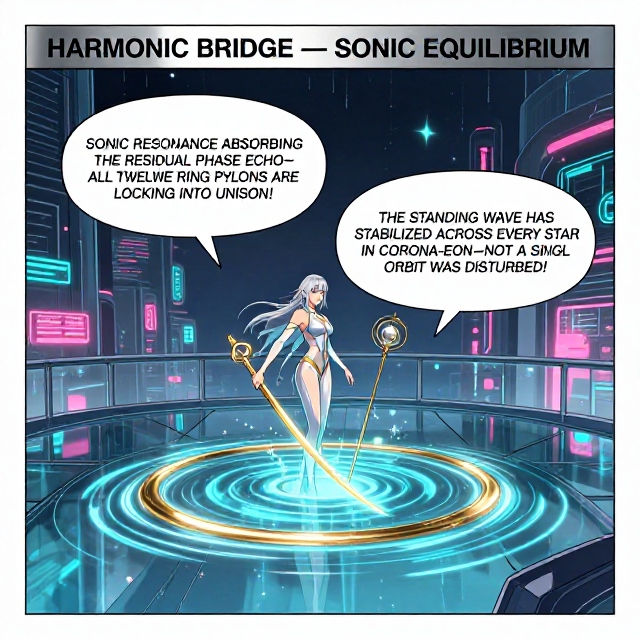 HARMONIC BRIDGE — SONIC EQUILIBRIUM
SONIC RESONANCE ABSORBING
THE RESIDUAL PHASE ECHO—
ALL TWELWE RING PYLONS ARE
LOCKING INTO UNISON!
THE STANDING WAVE HAS
STABILIZED ACROSS EVERY STAR
IN CORONA-EON—NOT A SINGL
ORBIT WAS DISTURBED!